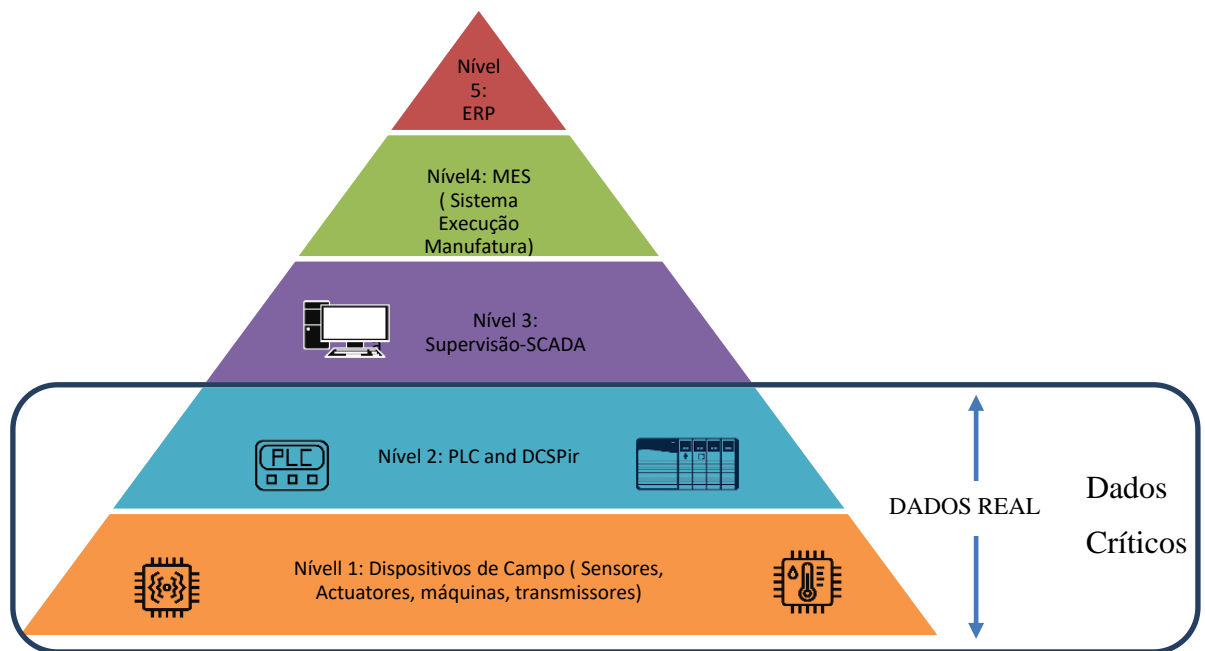 Nível
5:
ERP
Nível4: MES
( Sistema
Execução
Manufatura)
Nível 3:
Supervisão-SCADA
PLC
Nível 2: PLC and DCSPir
DADOS REAL
Dados
Críticos
Nívell 1: Dispositivos de Campo ( Sensores,
Actuatores, máquinas, transmissores)